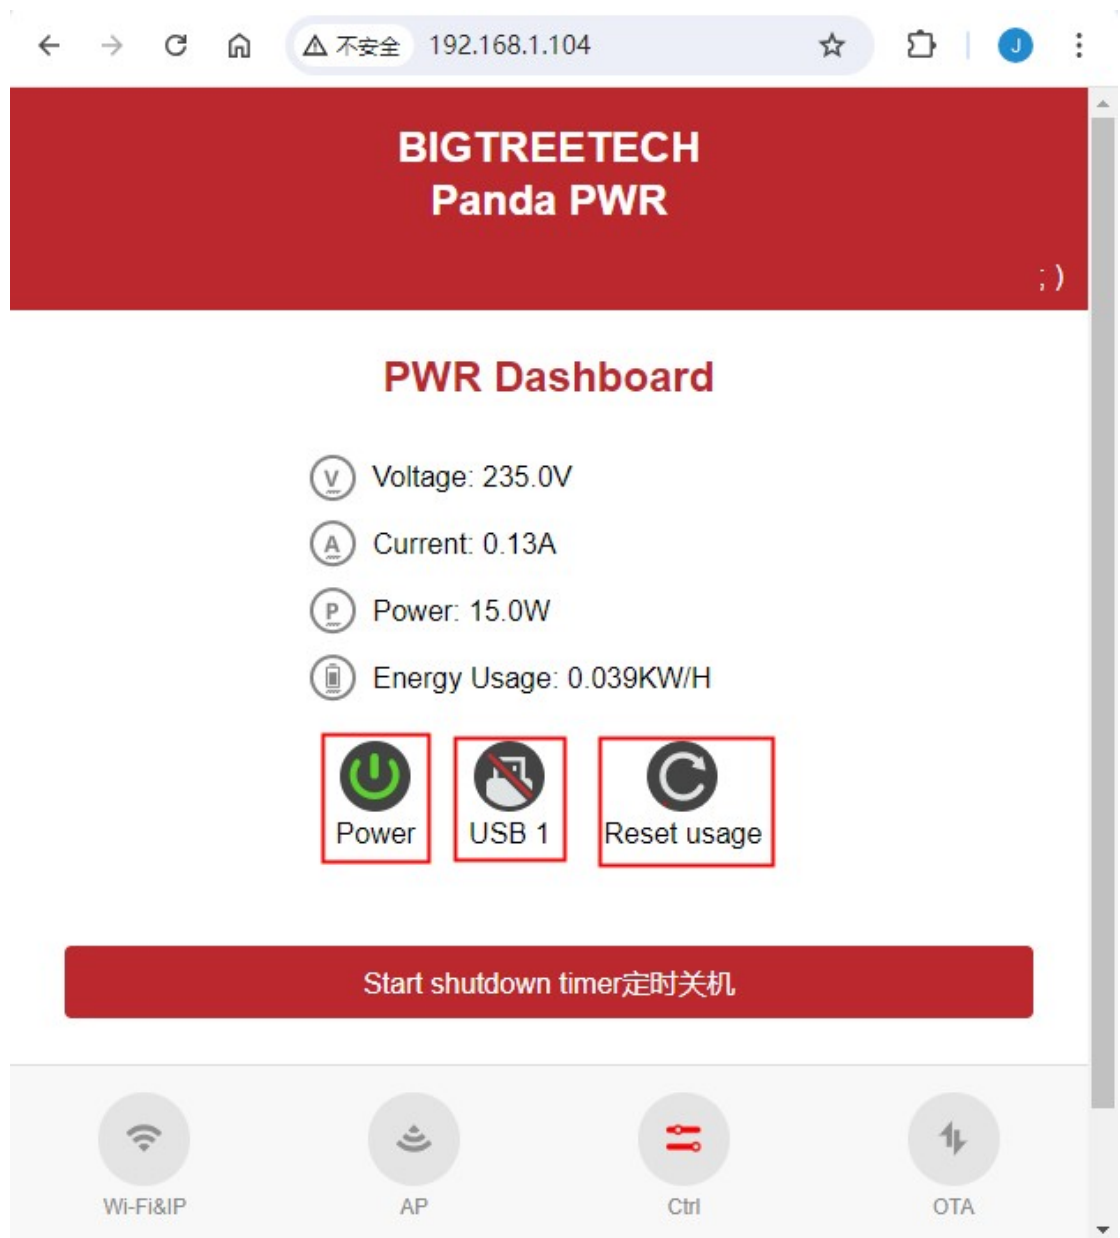 不安全 192.168.1.104
J
BIGTREETECH
Panda PWR
; )
PWR Dashboard
V Voltage: 235.0V
A Current: 0.13A
P Power: 15.0W
Energy Usage: 0.039KW/H
Power USB 1 Reset usage
Start shutdown timer定时关机
Wi-Fi&IP AP Ctrl OTA